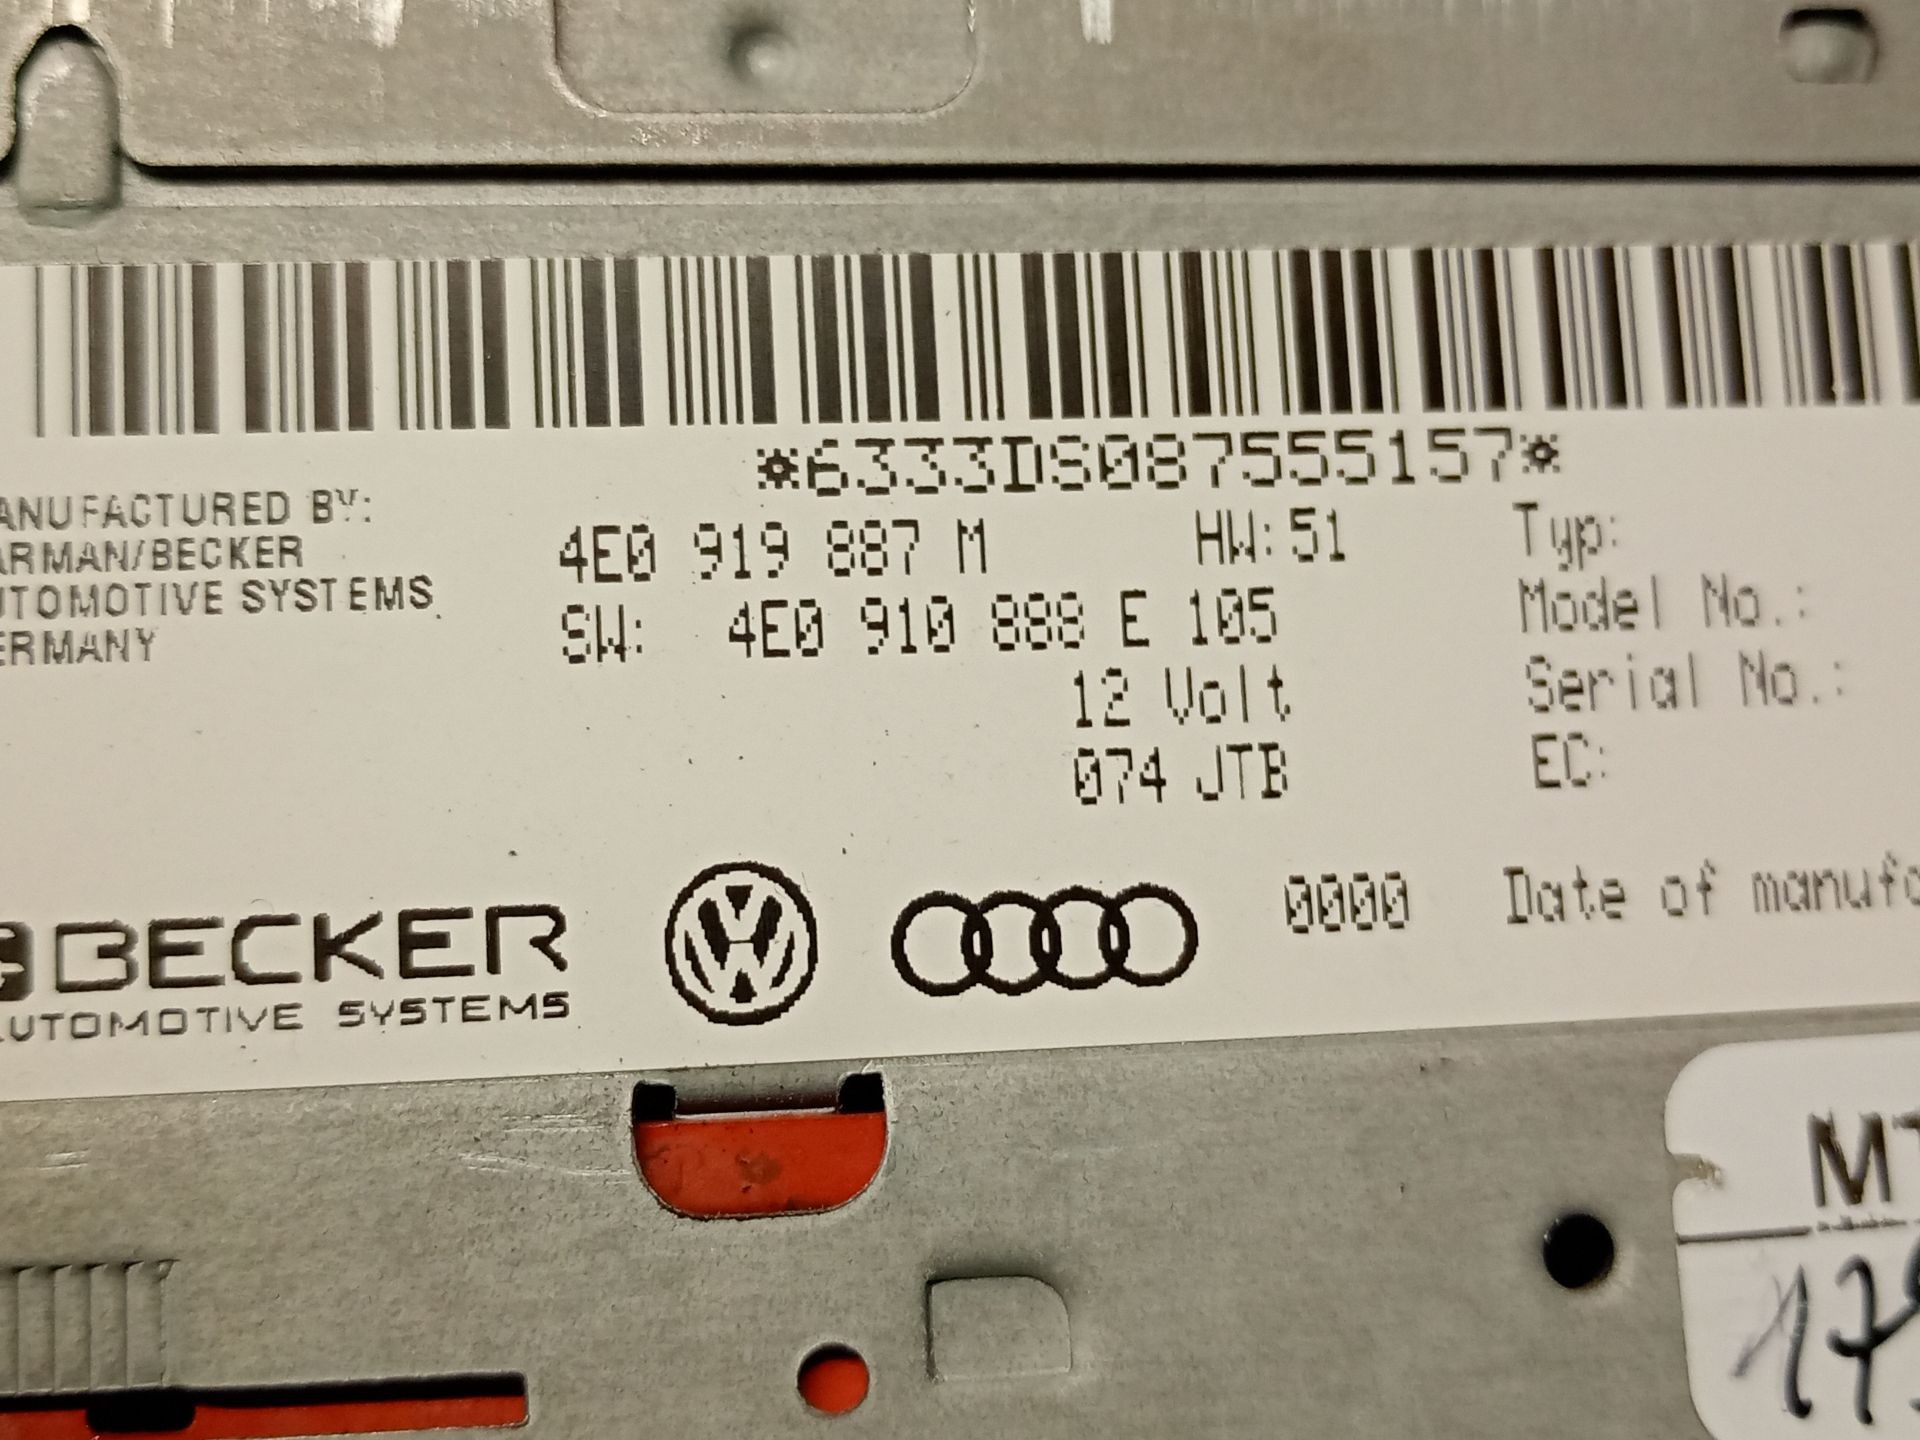 *6333DS087555157*
ANUFACTURED BY:
ARMAN/BECKER
UTOMOTIVE SYSTEMS
ERMANY
4E0 919 887 M HW: 51
SW: 4E0 910 888 E 105
12 Volt
074 JTB
Typ:
Model No.:
Serial No.:
EC:
BECKER
AUTOMOTIVE SYSTEMS
0000 Date of manufa
M